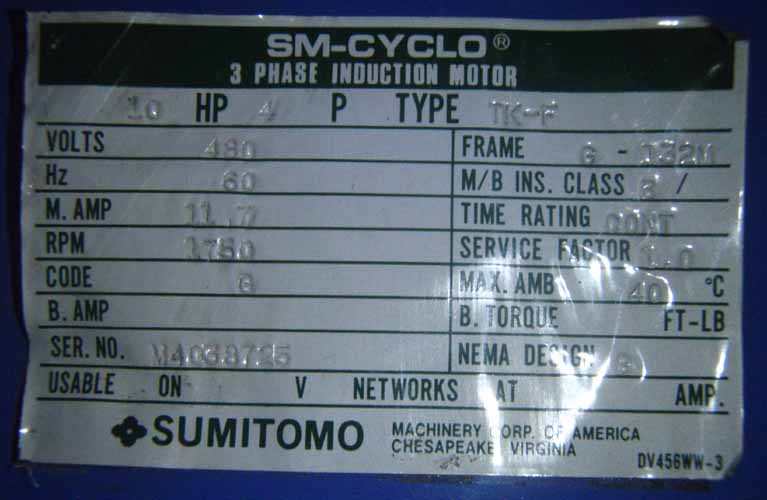 SM-CYCLO®
3 PHASE INDUCTION MOTOR
10 HP 4 P TYPE TK-F
VOLTS 480 FRAME G - 132M
Hz 60 M/B INS. CLASS B /
M. AMP 11.7 TIME RATING CONT
RPM 1750 SERVICE FACTOR 1.0
CODE G MAX. AMB 40 °C
B. AMP B. TORQUE FT-LB
SER. NO. M4038725 NEMA DESIGN B
USABLE ON V NETWORKS AT AMP.
SUMITOMO MACHINERY CORP. OF AMERICA
CHESAPEAKE, VIRGINIA
DV456WW-3